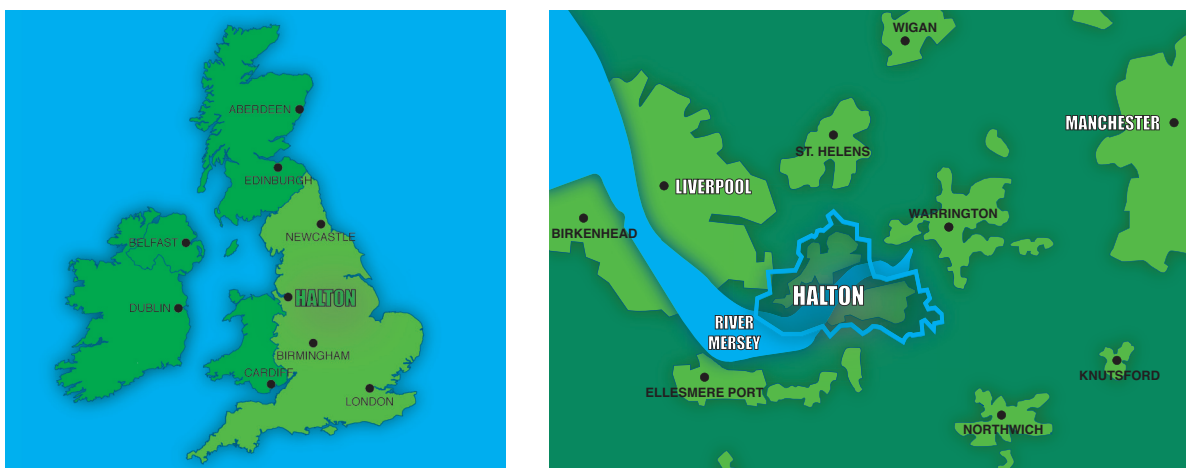 ABERDEEN
EDINBURGH
NEWCASTLE
BELFAST
HALTON
DUBLIN
BIRMINGHAM
CARDIFF
LONDON
WIGAN
MANCHESTER
ST. HELENS
LIVERPOOL
WARRINGTON
BIRKENHEAD
HALTON
RIVER
MERSEY
KNUTSFORD
ELLESMERE PORT
NORTHWICH